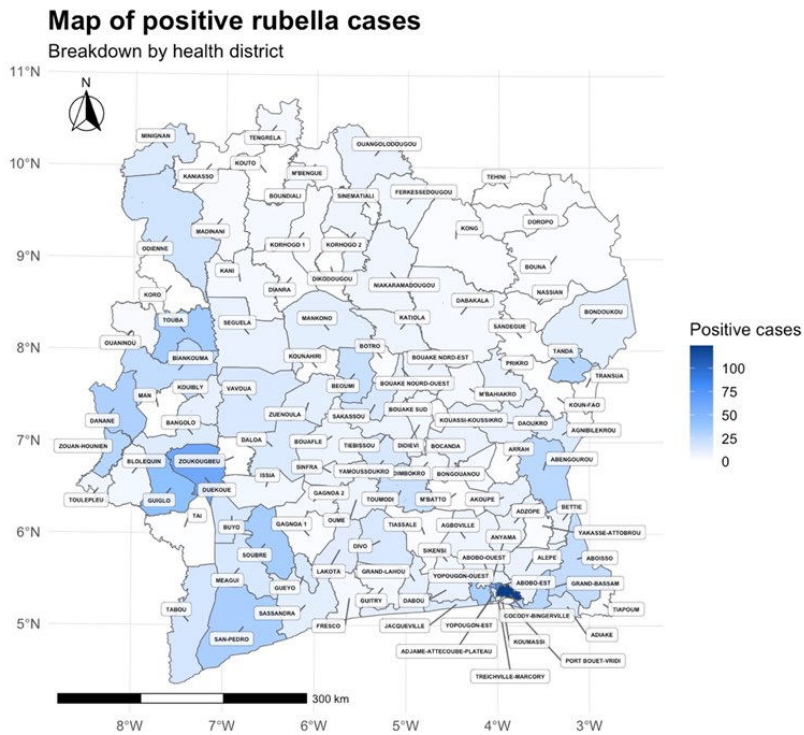 Map of positive rubella cases
Breakdown by health district
11°N
N
MINIGNAN
TENGRELA
OUANGOLODOUGOU
10°N
KOUTO
KANIASSO
M'BENGUE
TEHINI
BOUNDIALI
SINEMATIALI
FERKESSEDOUGOU
MADINANI
KONG
DOROPO
KORHOGO 1
KORHOGO 2
ODIENNE
9°N
KANI
DIKODOUGOU
BOUNA
DIANRA
NIAKARAMADOUGOU
NASSIAN
KORO
DABAKALA
TOUBA
SEGUELA
MANKONO
KATIOLA
BONDOUKOU
SANDEGUE
OUANINOU
8°N
BOTRO
BIANKOUMA
KOUNAHIRI
BOUAKE NORD-EST
TANDA
PRIKRO
TRANSUA
MAN
KOUIBLY
VAVOUA
BEOUMI
BOUAKE NOURD-OUEST
M'BAHIAKRO
KOUN-FAO
DANANE
BANGOLO
ZUENOULA
SAKASSOU
BOUAKE SUD
KOUASSI-KOUSSIKRO
DAOUKRO
AGNIBILEKROU
7°N
ZOUAN-HOUNIEN
DALOA
BOUAFLE
TIEBISSOU
DIDIEVI
BOCANDA
ARRAH
ABENGOUROU
BLOLEQUIN
ZOUKOUGBEU
ISSIA
SINFRA
YAMOUSSOUKRO
DIMBOKRO
BONGOUANOU
TOULEPLEU
GUIGLO
DUEKOUE
GAGNOA 2
TOUMODI
M'BATTO
AKOUPE
BETTIE
6°N
TAI
BUYO
GAGNOA 1
OUME
TIASSALE
AGBOVILLE
ADZOPE
YAKASSE-ATTOBROU
ANYAMA
SOUBRE
DIVO
SIKENSI
ABOBO-OUEST
ALEPE
ABOISSO
MEAGUI
GUEYO
LAKOTA
GRAND-LAHOU
YOPOUGON-OUEST
ABOBO-EST
GRAND-BASSAM
TABOU
SASSANDRA
GUITRY
DABOU
5°N
TIAPOUM
COCODY-BINGERVILLE
SAN-PEDRO
FRESCO
JACQUEVILLE
YOPOUGON-EST
ADIAKE
KOUMASSI
ADJAME-ATTECOUBE-PLATEAU
PORT BOUET-VRIDI
TREICHVILLE-MARCORY
300 km
8°W
7°W
6°W
5°W
4°W
3°W
Positive cases
100
75
50
25
0